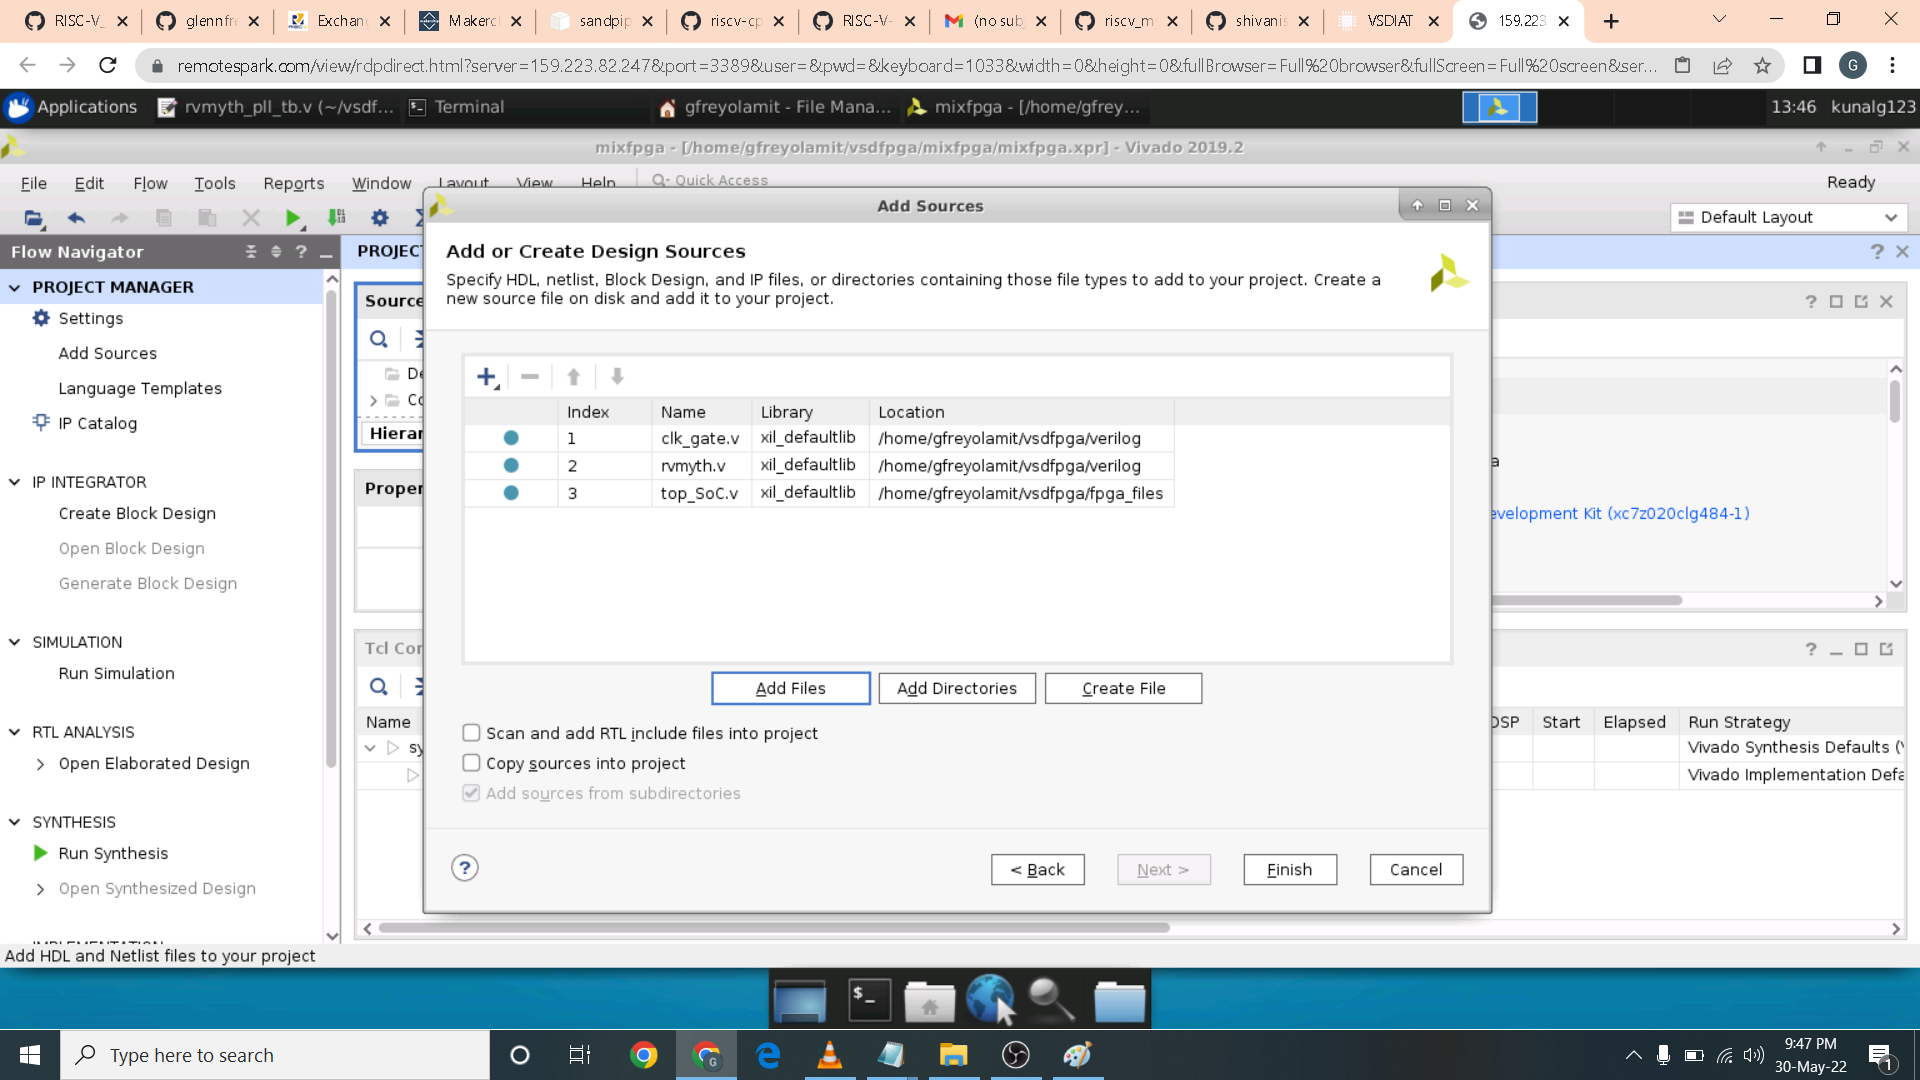 RISC-V_
glennfr
Exchan
Makerc
sandpip
riscv-cp
RISC-V-
(no sub
riscv_m
shivanis
VSDIAT
159.223
remotespark.com/view/rdpdirect.html?server=159.223.82.247&port=3389&user=&pwd=&keyboard=1033&width=0&height=0&fullBrowser=Full%20browser&fullScreen=Full%20screen&ser...
G
Applications
rvmyth_pll_tb.v (~/vsdf...
Terminal
gfreyolamit - File Mana...
mixfpga - [/home/gfrey...
13:46 kunalg123
mixfpga - [/home/gfreyolamit/vsdfpga/mixfpga/mixfpga.xpr] - Vivado 2019.2
File Edit Flow Tools Reports Window Layout View Help
Quick Access
Ready
Default Layout
Flow Navigator
PROJECT MANAGER
Settings
Add Sources
Language Templates
IP Catalog
IP INTEGRATOR
Create Block Design
Open Block Design
Generate Block Design
SIMULATION
Run Simulation
RTL ANALYSIS
Open Elaborated Design
SYNTHESIS
Run Synthesis
Open Synthesized Design
IMPLEMENTATION
PROJEC
Source
De
Co
Hierar
Proper
Tcl Cor
Name
sy
Add Sources
Add or Create Design Sources
Specify HDL, netlist, Block Design, and IP files, or directories containing those file types to add to your project. Create a
new source file on disk and add it to your project.
Index Name Library Location
1 clk_gate.v xil_defaultlib /home/gfreyolamit/vsdfpga/verilog
2 rvmyth.v xil_defaultlib /home/gfreyolamit/vsdfpga/verilog
3 top_SoC.v xil_defaultlib /home/gfreyolamit/vsdfpga/fpga_files
Add Files Add Directories Create File
Scan and add RTL include files into project
Copy sources into project
Add sources from subdirectories
? < Back Next > Finish Cancel
a
evelopment Kit (xc7z020clg484-1)
DSP Start Elapsed Run Strategy
Vivado Synthesis Defaults (
Vivado Implementation Defa
Add HDL and Netlist files to your project
Type here to search
9:47 PM
30-May-22
1